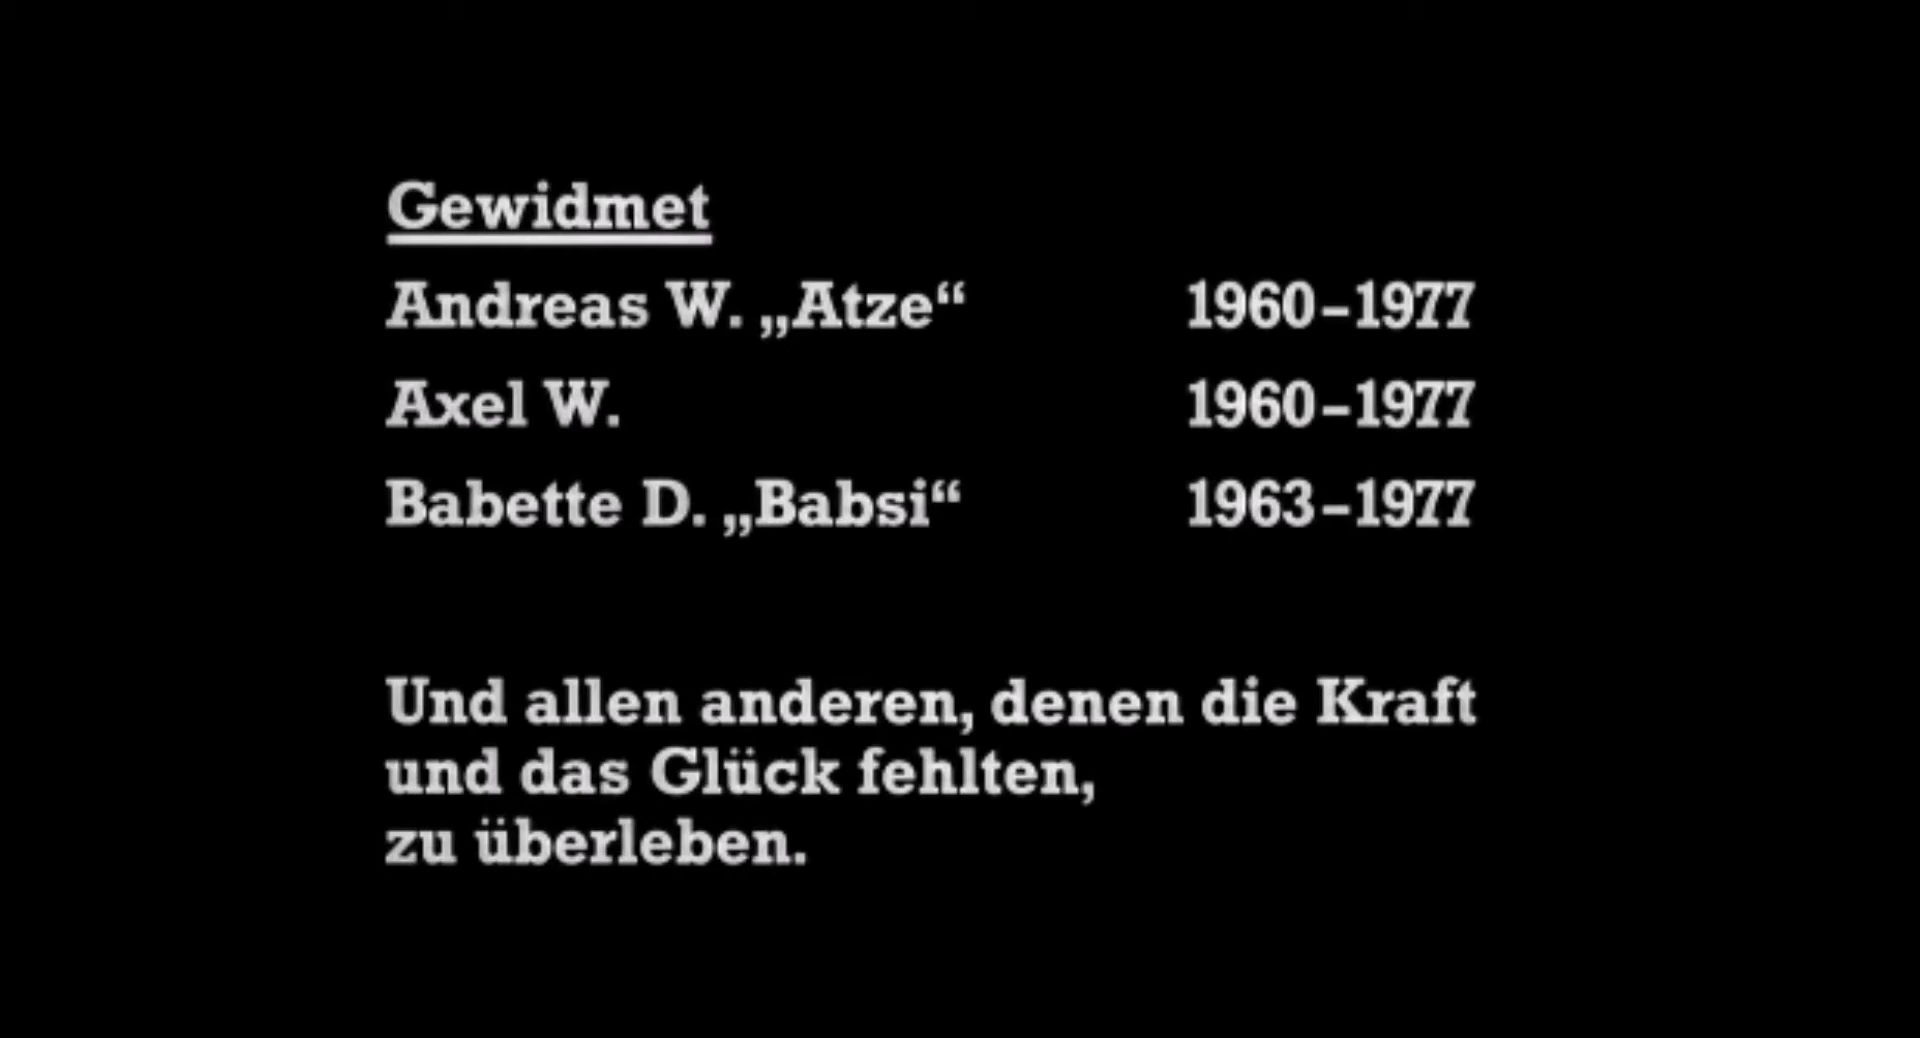 Gewidmet
Andreas W. „Atze“ 1960–1977
Axel W. 1960–1977
Babette D. „Babsi“ 1963–1977
Und allen anderen, denen die Kraft
und das Glück fehlten,
zu überleben.